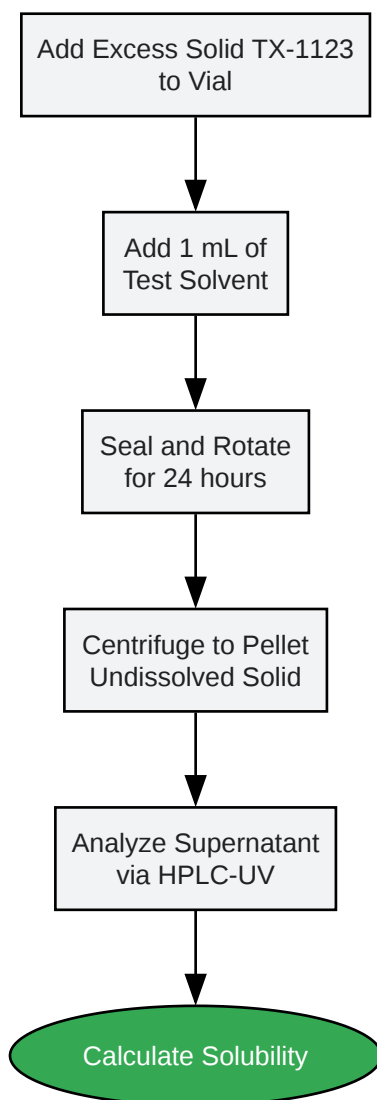 Add Excess Solid TX-1123
to Vial
Add 1 mL of
Test Solvent
Seal and Rotate
for 24 hours
Centrifuge to Pellet
Undissolved Solid
Analyze Supernatant
via HPLC-UV
Calculate Solubility